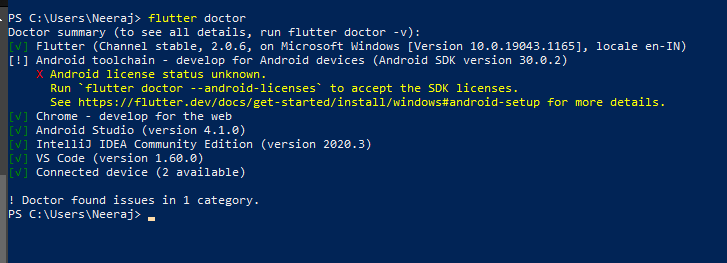 PS C:\Users\Neeraj> flutter doctor
Doctor summary (to see all details, run flutter doctor -v):
[√] Flutter (Channel stable, 2.0.6, on Microsoft Windows [Version 10.0.19043.1165], locale en-IN)
[!] Android toolchain - develop for Android devices (Android SDK version 30.0.2)
X Android license status unknown.
Run `flutter doctor --android-licenses` to accept the SDK licenses.
See https://flutter.dev/docs/get-started/install/windows#android-setup for more details.
[√] Chrome - develop for the web
[√] Android Studio (version 4.1.0)
[√] IntelliJ IDEA Community Edition (version 2020.3)
[√] VS Code (version 1.60.0)
[√] Connected device (2 available)
! Doctor found issues in 1 category.
PS C:\Users\Neeraj>